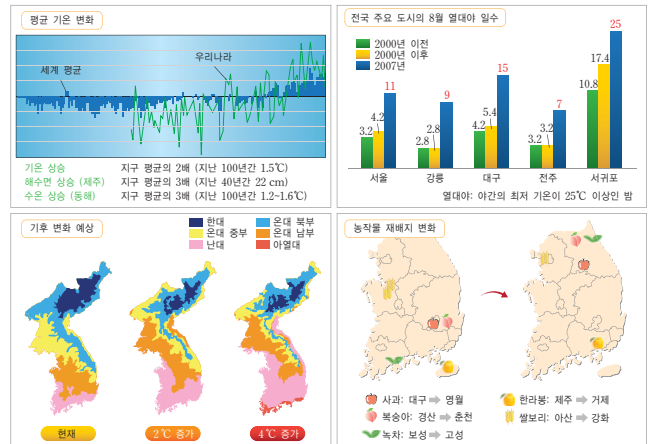 평균 기온 변화
세계 평균
우리나라
기온 상승 지구 평균의 2배 (지난 100년간 1.5℃)
해수면 상승 (제주) 지구 평균의 3배 (지난 40년간 22 cm)
수온 상승 (동해) 지구 평균의 3배 (지난 100년간 1.2~1.6℃)
전국 주요 도시의 8월 열대야 일수
2000년 이전
2000년 이후
2007년
3.2 4.2 11
2.8 2.8 9
4.2 5.4 15
3.2 3.2 7
10.8 17.4 25
서울 강릉 대구 전주 서귀포
열대야: 야간의 최저 기온이 25℃ 이상인 밤
기후 변화 예상
한대 온대 북부
온대 중부 온대 남부
난대 아열대
현재 2℃ 증가 4℃ 증가
농작물 재배지 변화
사과: 대구 ➡ 영월
복숭아: 경산 ➡ 춘천
녹차: 보성 ➡ 고성
한라봉: 제주 ➡ 거제
쌀보리: 아산 ➡ 강화